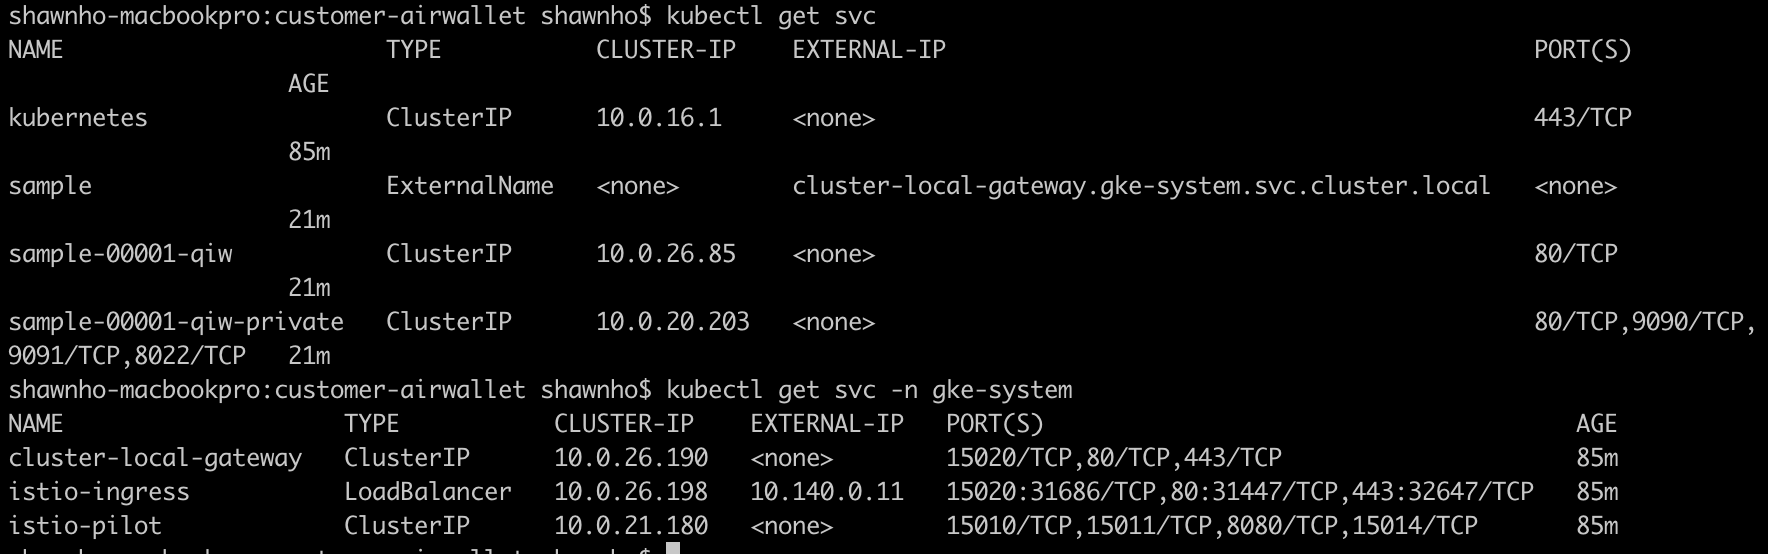 shawnho-macbookpro:customer-airwallet shawnho$ kubectl get svc
NAME TYPE CLUSTER-IP EXTERNAL-IP PORT(S)
AGE
kubernetes ClusterIP 10.0.16.1 <none> 443/TCP
85m
sample ExternalName <none> cluster-local-gateway.gke-system.svc.cluster.local <none>
21m
sample-00001-qiw ClusterIP 10.0.26.85 <none> 80/TCP
21m
sample-00001-qiw-private ClusterIP 10.0.20.203 <none> 80/TCP,9090/TCP,
9091/TCP,8022/TCP 21m
shawnho-macbookpro:customer-airwallet shawnho$ kubectl get svc -n gke-system
NAME TYPE CLUSTER-IP EXTERNAL-IP PORT(S) AGE
cluster-local-gateway ClusterIP 10.0.26.190 <none> 15020/TCP,80/TCP,443/TCP 85m
istio-ingress LoadBalancer 10.0.26.198 10.140.0.11 15020:31686/TCP,80:31447/TCP,443:32647/TCP 85m
istio-pilot ClusterIP 10.0.21.180 <none> 15010/TCP,15011/TCP,8080/TCP,15014/TCP 85m